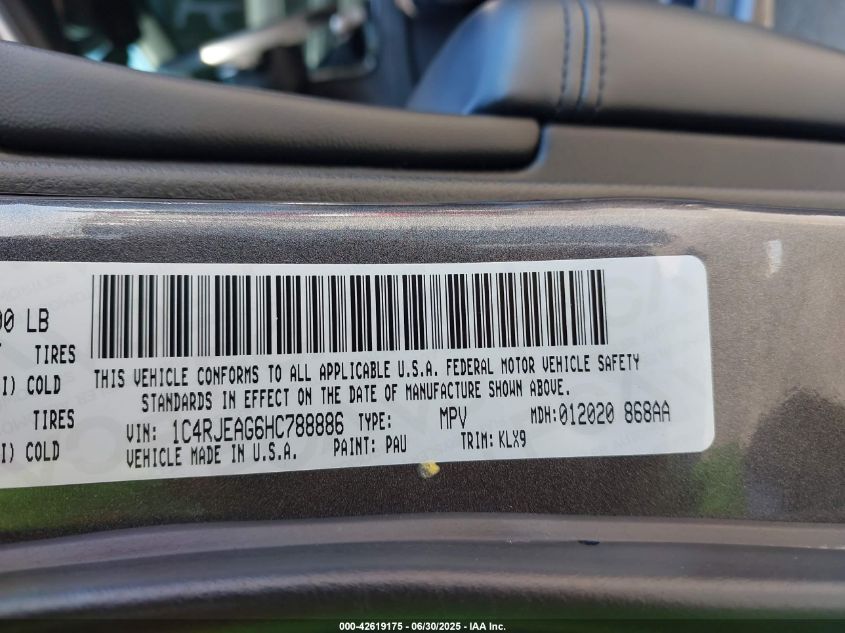 00 LB
TIRES
I) COLD
TIRES
I) COLD
THIS VEHICLE CONFORMS TO ALL APPLICABLE U.S.A. FEDERAL MOTOR VEHICLE SAFETY
STANDARDS IN EFFECT ON THE DATE OF MANUFACTURE SHOWN ABOVE.
VIN: 1C4RJEAG6HC788886 TYPE: MPV MDH:012020 868AA
VEHICLE MADE IN U.S.A. PAINT: PAU TRIM: KLX9
000-42619175 - 06/30/2025 - IAA Inc.